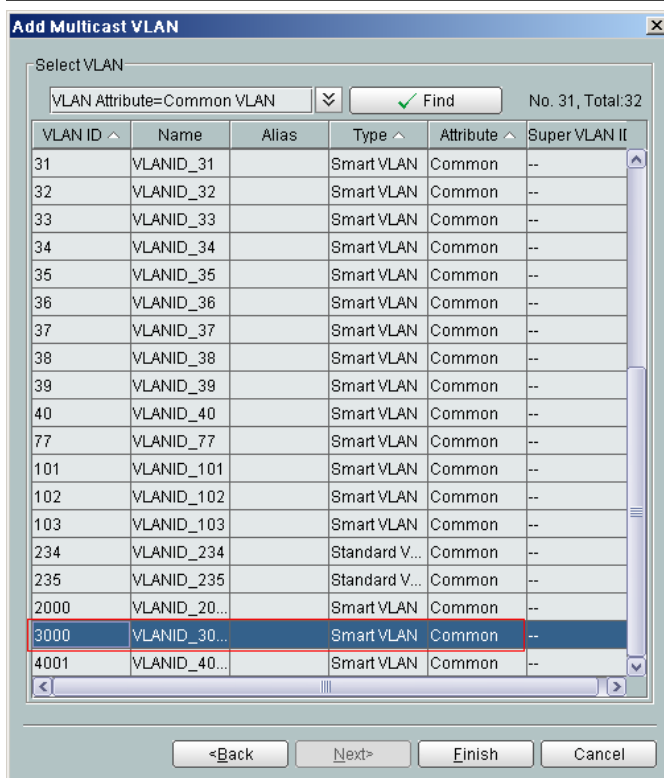 Add Multicast VLAN
Select VLAN
VLAN Attribute=Common VLAN Find No. 31, Total:32
VLAN ID Name Alias Type Attribute Super VLAN ID
31 VLANID_31 Smart VLAN Common --
32 VLANID_32 Smart VLAN Common --
33 VLANID_33 Smart VLAN Common --
34 VLANID_34 Smart VLAN Common --
35 VLANID_35 Smart VLAN Common --
36 VLANID_36 Smart VLAN Common --
37 VLANID_37 Smart VLAN Common --
38 VLANID_38 Smart VLAN Common --
39 VLANID_39 Smart VLAN Common --
40 VLANID_40 Smart VLAN Common --
77 VLANID_77 Smart VLAN Common --
101 VLANID_101 Smart VLAN Common --
102 VLANID_102 Smart VLAN Common --
103 VLANID_103 Smart VLAN Common --
234 VLANID_234 Standard V... Common --
235 VLANID_235 Standard V... Common --
2000 VLANID_20... Smart VLAN Common --
3000 VLANID_30... Smart VLAN Common --
4001 VLANID_40... Smart VLAN Common --
<Back Next> Finish Cancel